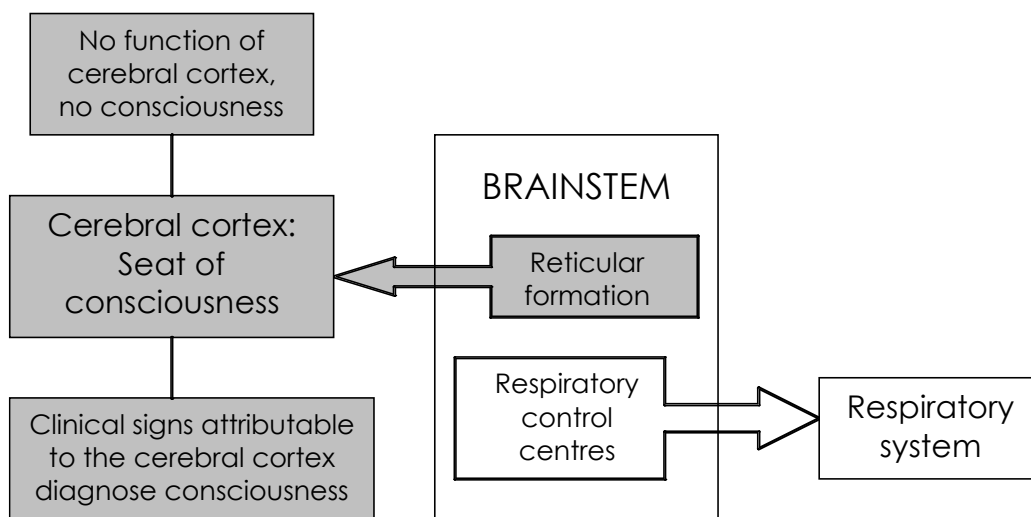 No function of
cerebral cortex,
no consciousness
Cerebral cortex:
Seat of
consciousness
Clinical signs attributable
to the cerebral cortex
diagnose consciousness
BRAINSTEM
Reticular
formation
Respiratory
control
centres
Respiratory
system